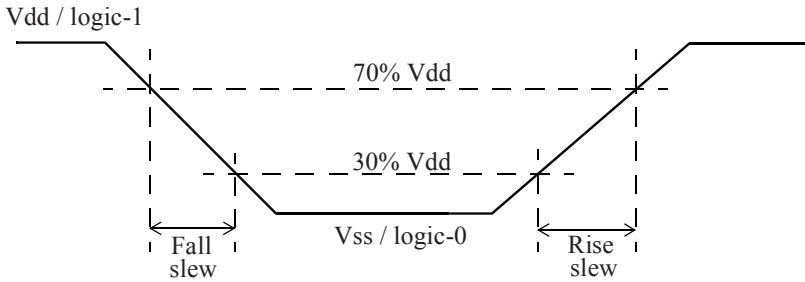 Vdd / logic-1
70% Vdd
30% Vdd
Vss / logic-0
Fall
slew
Rise
slew